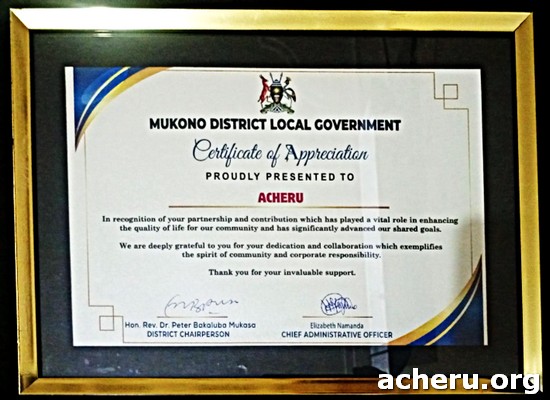 MUKONO DISTRICT LOCAL GOVERNMENT
Certificate of Appreciation
PROUDLY PRESENTED TO
ACHERU
In recognition of your partnership and contribution which has played a vital role in enhancing
the quality of life for our community and has significantly advanced our shared goals.
We are deeply grateful to you for your dedication and collaboration which exemplifies
the spirit of community and corporate responsibility.
Thank you for your invaluable support.
Hon. Rev. Dr. Peter Bakaluba Mukasa
DISTRICT CHAIRPERSON
Elizabeth Namanda
CHIEF ADMINISTRATIVE OFFICER
acheru.org